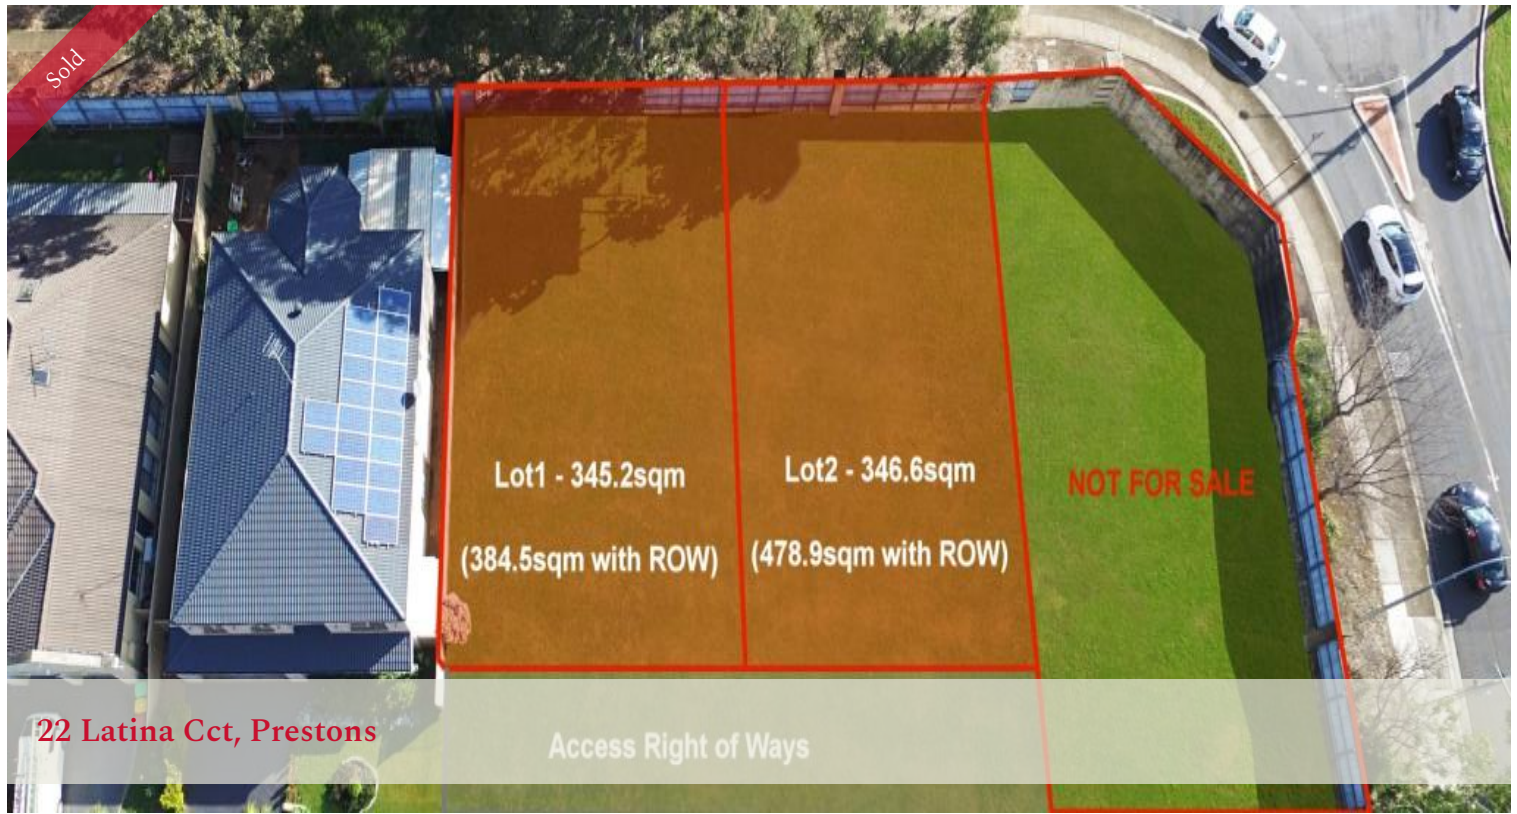 Sold
Lot1 - 345.2sqm
(384.5sqm with ROW)
Lot2 - 346.6sqm
(478.9sqm with ROW)
NOT FOR SALE
22 Latina Cct, Prestons
Access Right of Ways